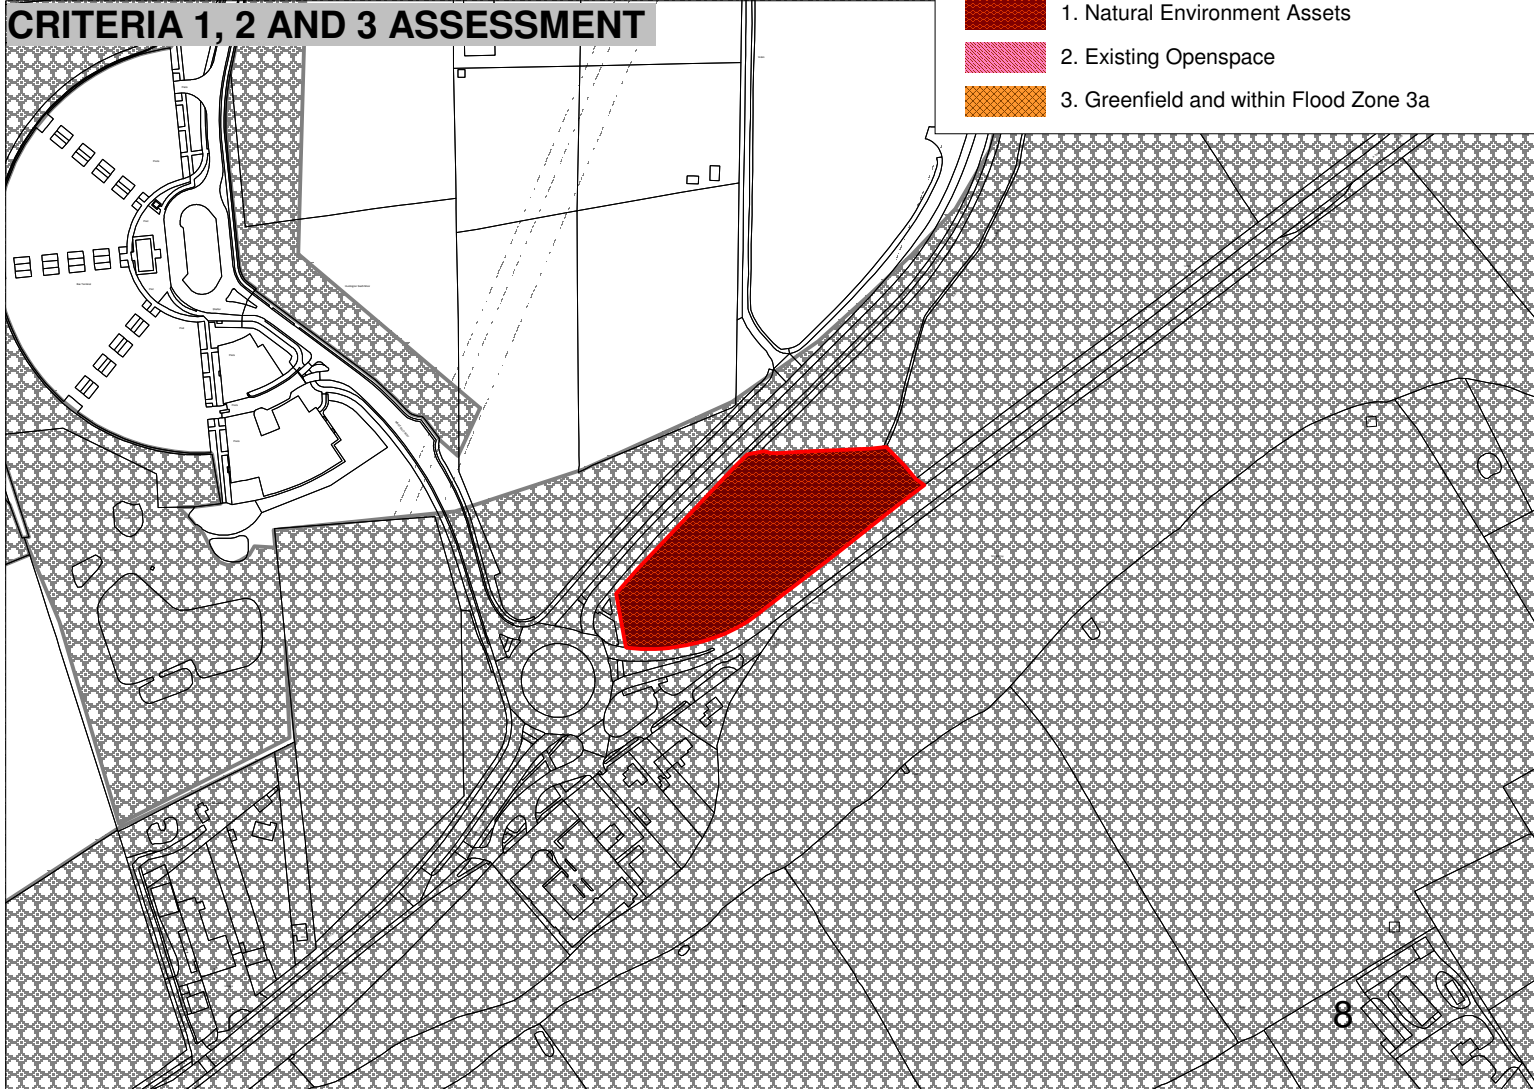 CRITERIA 1, 2 AND 3 ASSESSMENT
1. Natural Environment Assets
2. Existing Openspace
3. Greenfield and within Flood Zone 3a
8